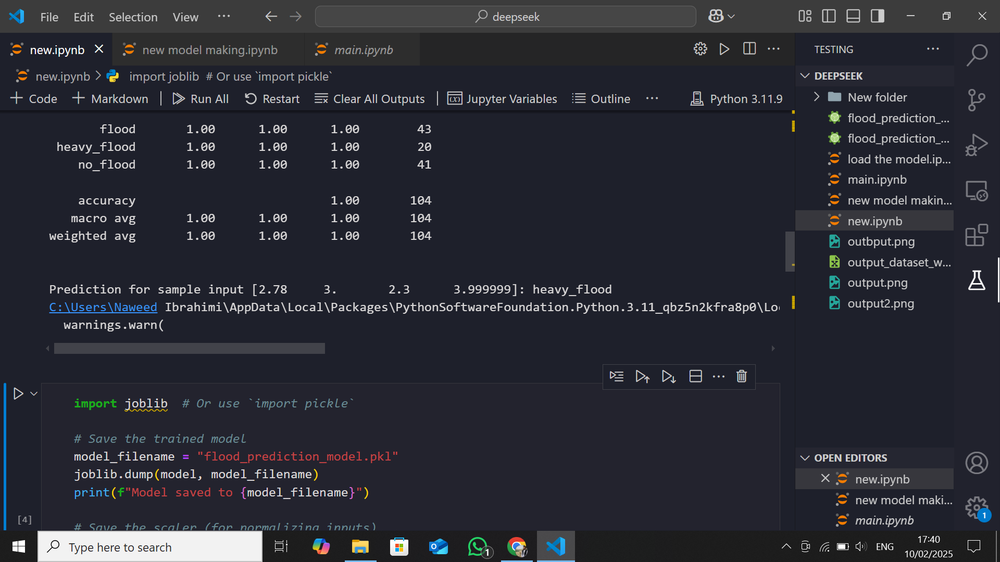 File Edit Selection View ···
deepseek
new.ipynb new model making.ipynb main.ipynb
new.ipynb > import joblib # Or use `import pickle`
Code Markdown Run All Restart Clear All Outputs Jupyter Variables Outline ··· Python 3.11.9
flood 1.00 1.00 1.00 43
heavy_flood 1.00 1.00 1.00 20
no_flood 1.00 1.00 1.00 41
accuracy 1.00 104
macro avg 1.00 1.00 1.00 104
weighted avg 1.00 1.00 1.00 104
Prediction for sample input [2.78 3. 2.3 3.999999]: heavy_flood
C:\Users\Naweed Ibrahimi\AppData\Local\Packages\PythonSoftwareFoundation.Python.3.11_qbz5n2kfra8p0\Loc
warnings.warn(
import joblib # Or use `import pickle`
# Save the trained model
model_filename = "flood_prediction_model.pkl"
joblib.dump(model, model_filename)
print(f"Model saved to {model_filename}")
[4]
# Save the scaler (for normalizing inputs)
TESTING ···
DEEPSEEK
New folder
flood_prediction_...
flood_prediction_...
load the model.ip...
main.ipynb
new model makin...
new.ipynb
outbput.png
output_dataset_w...
output.png
output2.png
OPEN EDITORS
new.ipynb
new model maki...
main.ipynb
1
Type here to search
1
ENG
17:40
10/02/2025